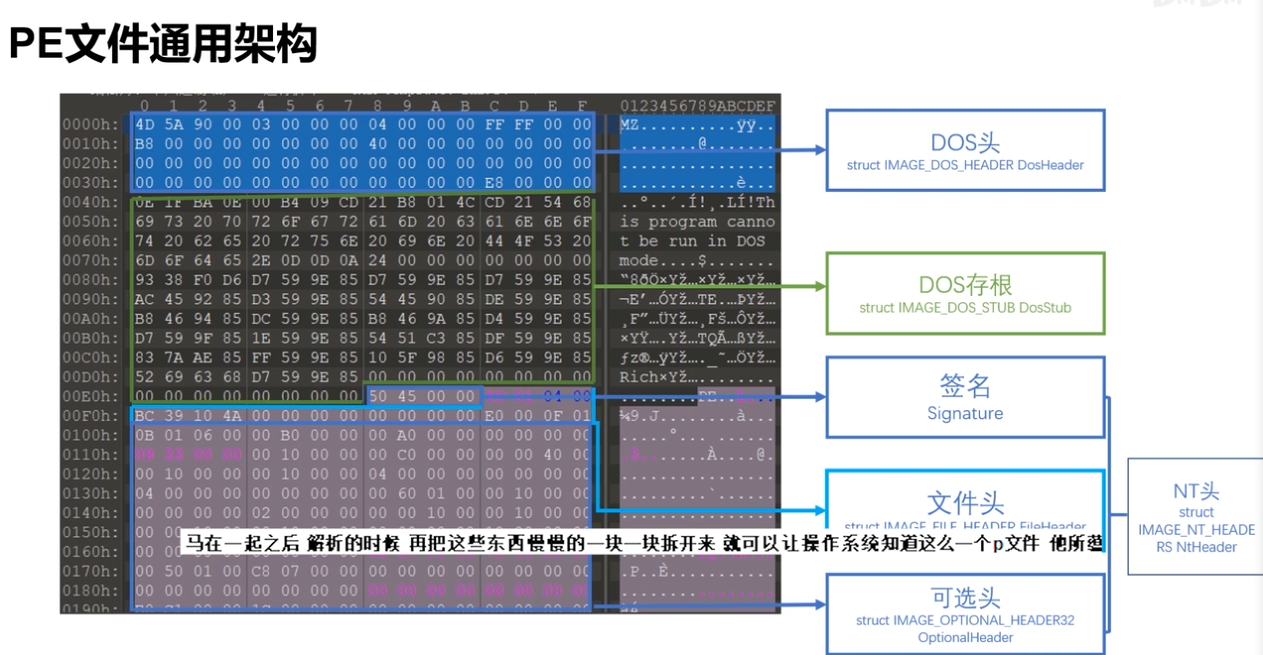 PE文件通用架构
0 1 2 3 4 5 6 7 8 9 A B C D E F 0123456789ABCDEF
0000h: 4D 5A 90 00 03 00 00 00 04 00 00 00 FF FF 00 00 MZ..........ÿÿ..
0010h: B8 00 00 00 00 00 00 00 40 00 00 00 00 00 00 00 ........@.......
0020h: 00 00 00 00 00 00 00 00 00 00 00 00 00 00 00 00 ................
0030h: 00 00 00 00 00 00 00 00 00 00 00 00 E8 00 00 00 ............è...
0040h: 0E 1F BA 0E 00 B4 09 CD 21 B8 01 4C CD 21 54 68 ..º..´.Í!¸.LÍ!Th
0050h: 69 73 20 70 72 6F 67 72 61 6D 20 63 61 6E 6E 6F is program canno
0060h: 74 20 62 65 20 72 75 6E 20 69 6E 20 44 4F 53 20 t be run in DOS
0070h: 6D 6F 64 65 2E 0D 0D 0A 24 00 00 00 00 00 00 00 mode....$.......
0080h: 93 38 F0 D6 D7 59 9E 85 D7 59 9E 85 D7 59 9E 85 “8ðÖ×Yž…×Yž…×Yž…
0090h: AC 45 92 85 D3 59 9E 85 54 45 90 85 DE 59 9E 85 ¬E’…ÓYž…TE.…ÞYž…
00A0h: B8 46 94 85 DC 59 9E 85 B8 46 9A 85 D4 59 9E 85 ¸F”…ÜYž…¸Fš…ÔYž…
00B0h: D7 59 9F 85 1E 59 9E 85 54 51 C3 85 DF 59 9E 85 ×YŸ….Yž…TQÃ…ßYž…
00C0h: 83 7A AE 85 FF 59 9E 85 10 5F 98 85 D6 59 9E 85 ƒz®…ÿYž…._˜…ÖYž…
00D0h: 52 69 63 68 D7 59 9E 85 00 00 00 00 00 00 00 00 Rich×Yž…........
00E0h: 00 00 00 00 00 00 00 00 50 45 00 00 04 00 PE..
00F0h: BC 39 10 4A 00 00 00 00 00 00 00 00 E0 00 0F 01 ¼9.J........à...
0100h: 0B 01 06 00 00 B0 00 00 00 A0 00 00 00 00 00 00 .....°... ......
0110h: 00 10 00 00 00 C0 00 00 00 00 40 00 .....À....@.
0120h: 00 10 00 00 00 10 00 00 04 00 00 00 00 00 00 00 ................
0130h: 04 00 00 00 00 00 00 00 00 60 01 00 00 10 00 00 .........`......
0140h: 00 00 00 00 02 00 00 00 00 00 10 00 00 10 00 00 ................
0150h:
0160h:
0170h: 00 50 01 00 C8 07 00 00 00 00 00 00 00 00 00 00 .P..È...........
0180h: 00 00 00 00 00 00 00 00 00 00 00 00 00 00 00 00
0190h:
DOS头
struct IMAGE_DOS_HEADER DosHeader
DOS存根
struct IMAGE_DOS_STUB DosStub
签名
Signature
文件头
struct IMAGE_FILE_HEADER FileHeader
可选头
struct IMAGE_OPTIONAL_HEADER32
OptionalHeader
NT头
struct
IMAGE_NT_HEADE
RS NtHeader
马在一起之后 解析的时候 再把这些东西慢慢的一块一块拆开来 就可以让操作系统知道这么一个p文件 他所